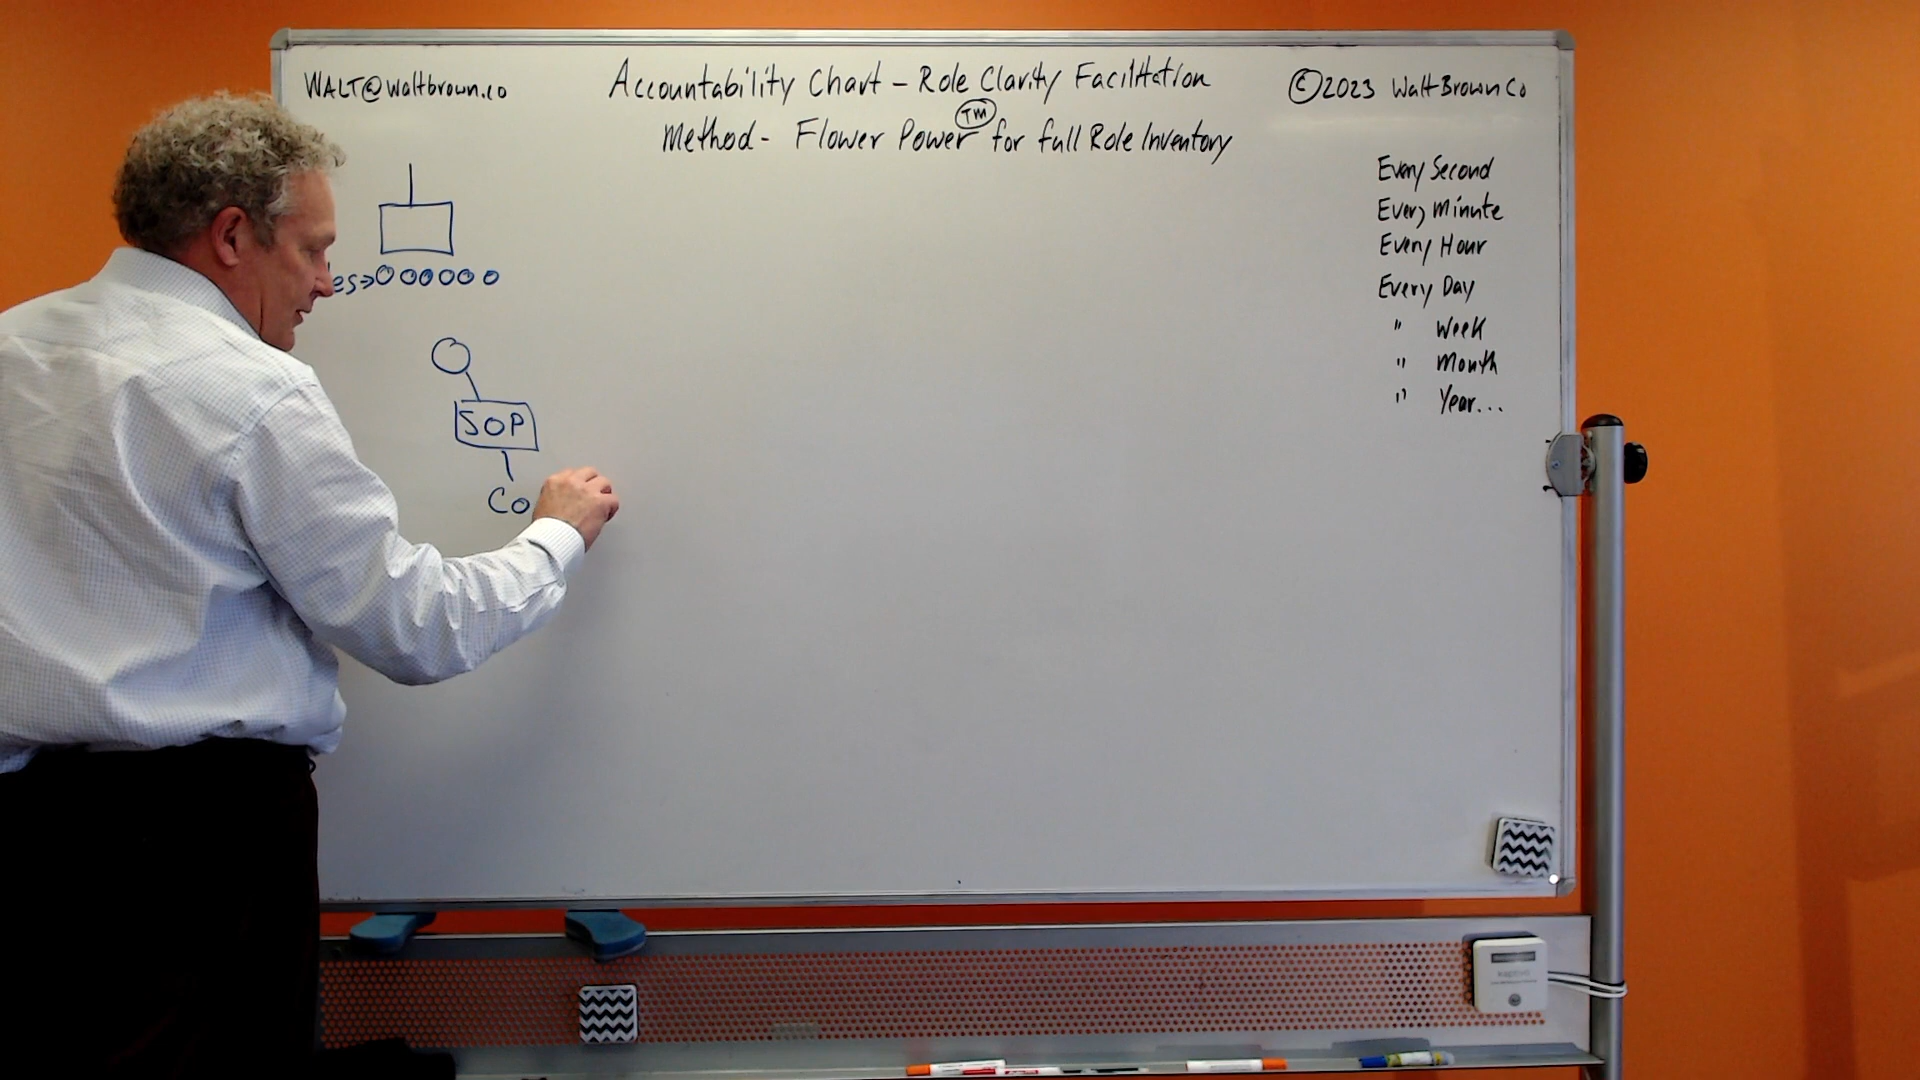 WALT@waltbrown.co
Accountability Chart - Role Clarity Facilitation
Method - Flower Power TM for full Role Inventory
©2023 WaltBrownCo
Every Second
Every Minute
Every Hour
Every Day
" Week
" Month
" Year...
es→
SOP
Co